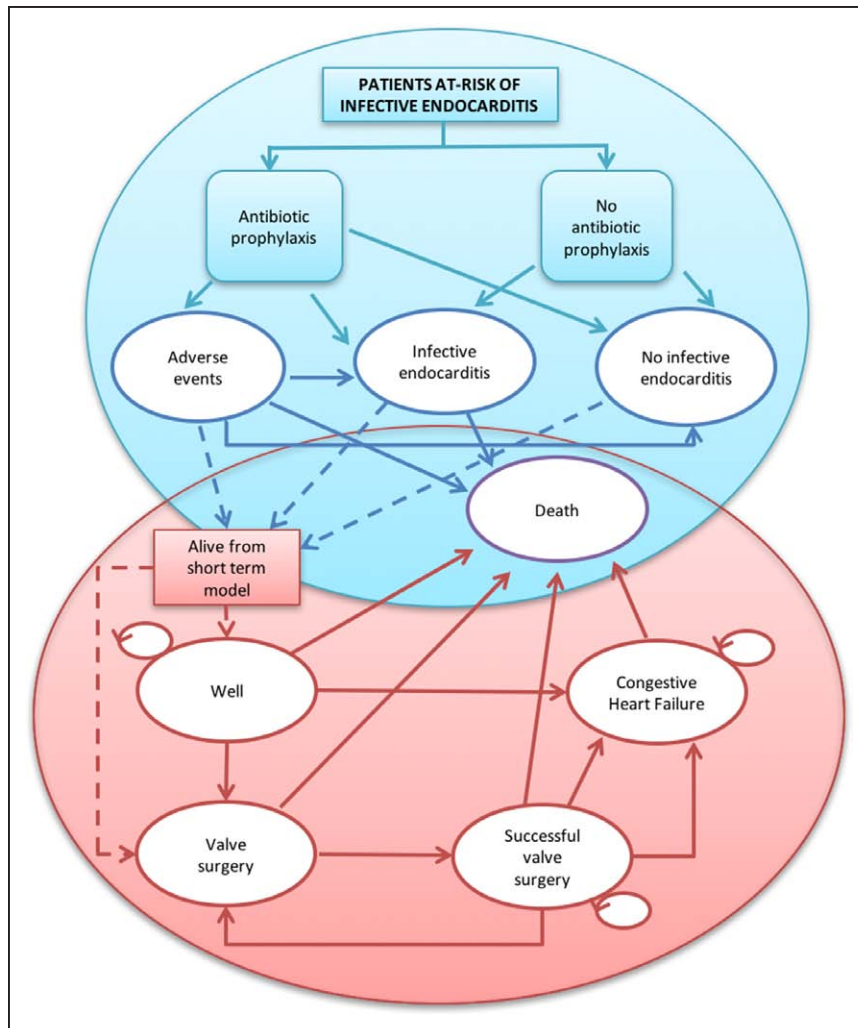 PATIENTS AT-RISK OF
INFECTIVE ENDOCARDITIS
Antibiotic
prophylaxis
No
antibiotic
prophylaxis
Adverse
events
Infective
endocarditis
No infective
endocarditis
Death
Alive from
short term
model
Well
Congestive
Heart Failure
Valve
surgery
Successful
valve
surgery